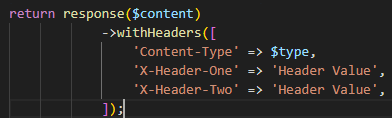 return response($content)
->withHeaders([
'Content-Type' => $type,
'X-Header-One' => 'Header Value',
'X-Header-Two' => 'Header Value',
]);